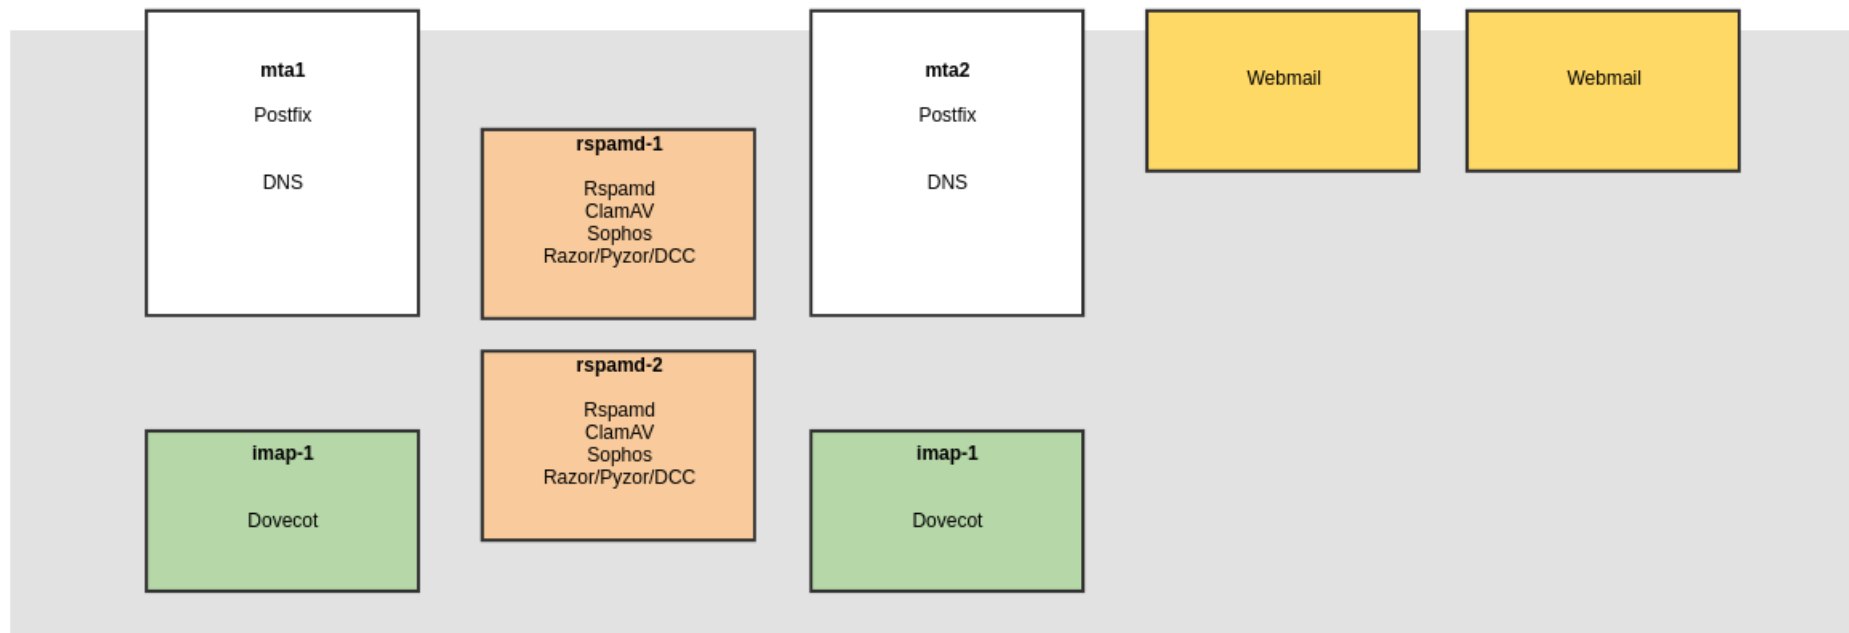 mta1
Postfix
DNS
rspamd-1
Rspamd
ClamAV
Sophos
Razor/Pyzor/DCC
mta2
Postfix
DNS
Webmail
Webmail
imap-1
Dovecot
rspamd-2
Rspamd
ClamAV
Sophos
Razor/Pyzor/DCC
imap-1
Dovecot